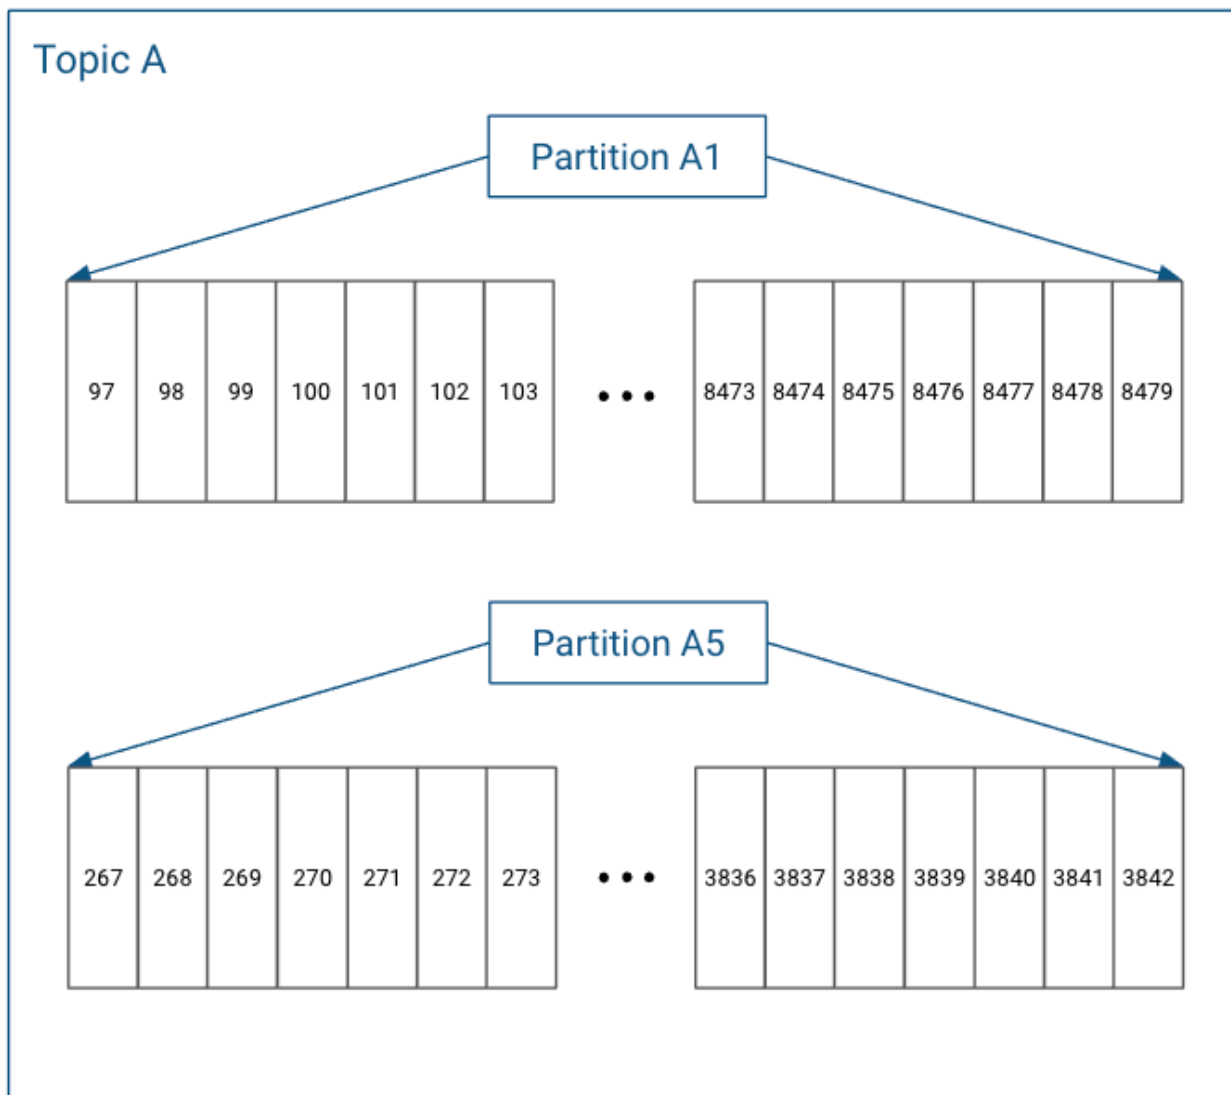 Topic A
Partition A1
97 98 99 100 101 102 103 ••• 8473 8474 8475 8476 8477 8478 8479
Partition A5
267 268 269 270 271 272 273 ••• 3836 3837 3838 3839 3840 3841 3842